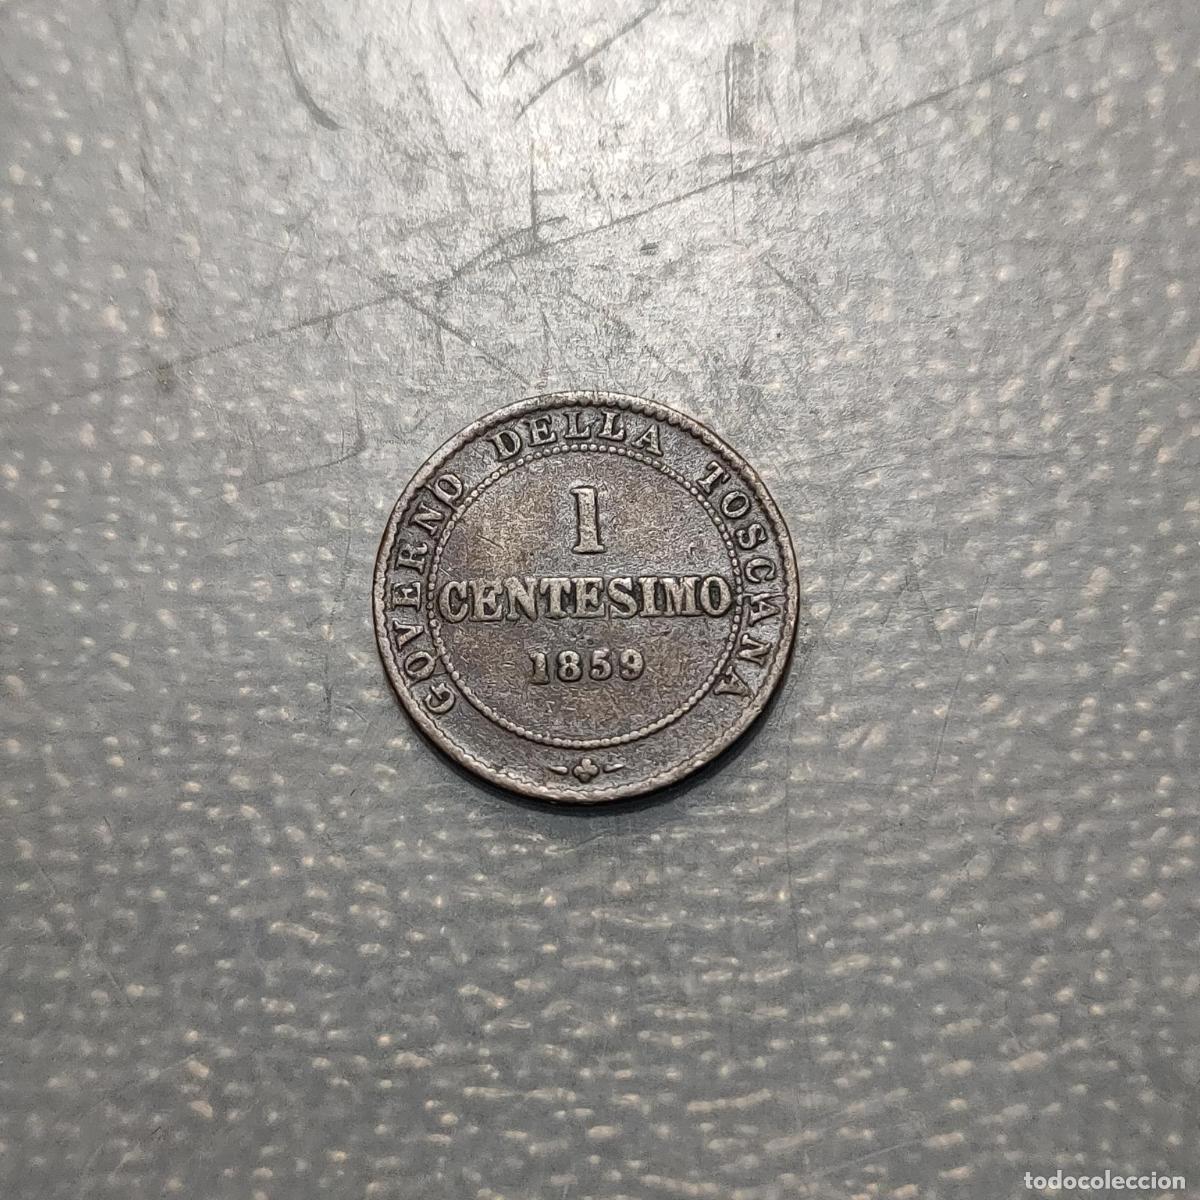 GOVERNO DELLA TOSCANA
1
CENTESIMO
1859
todocoleccion